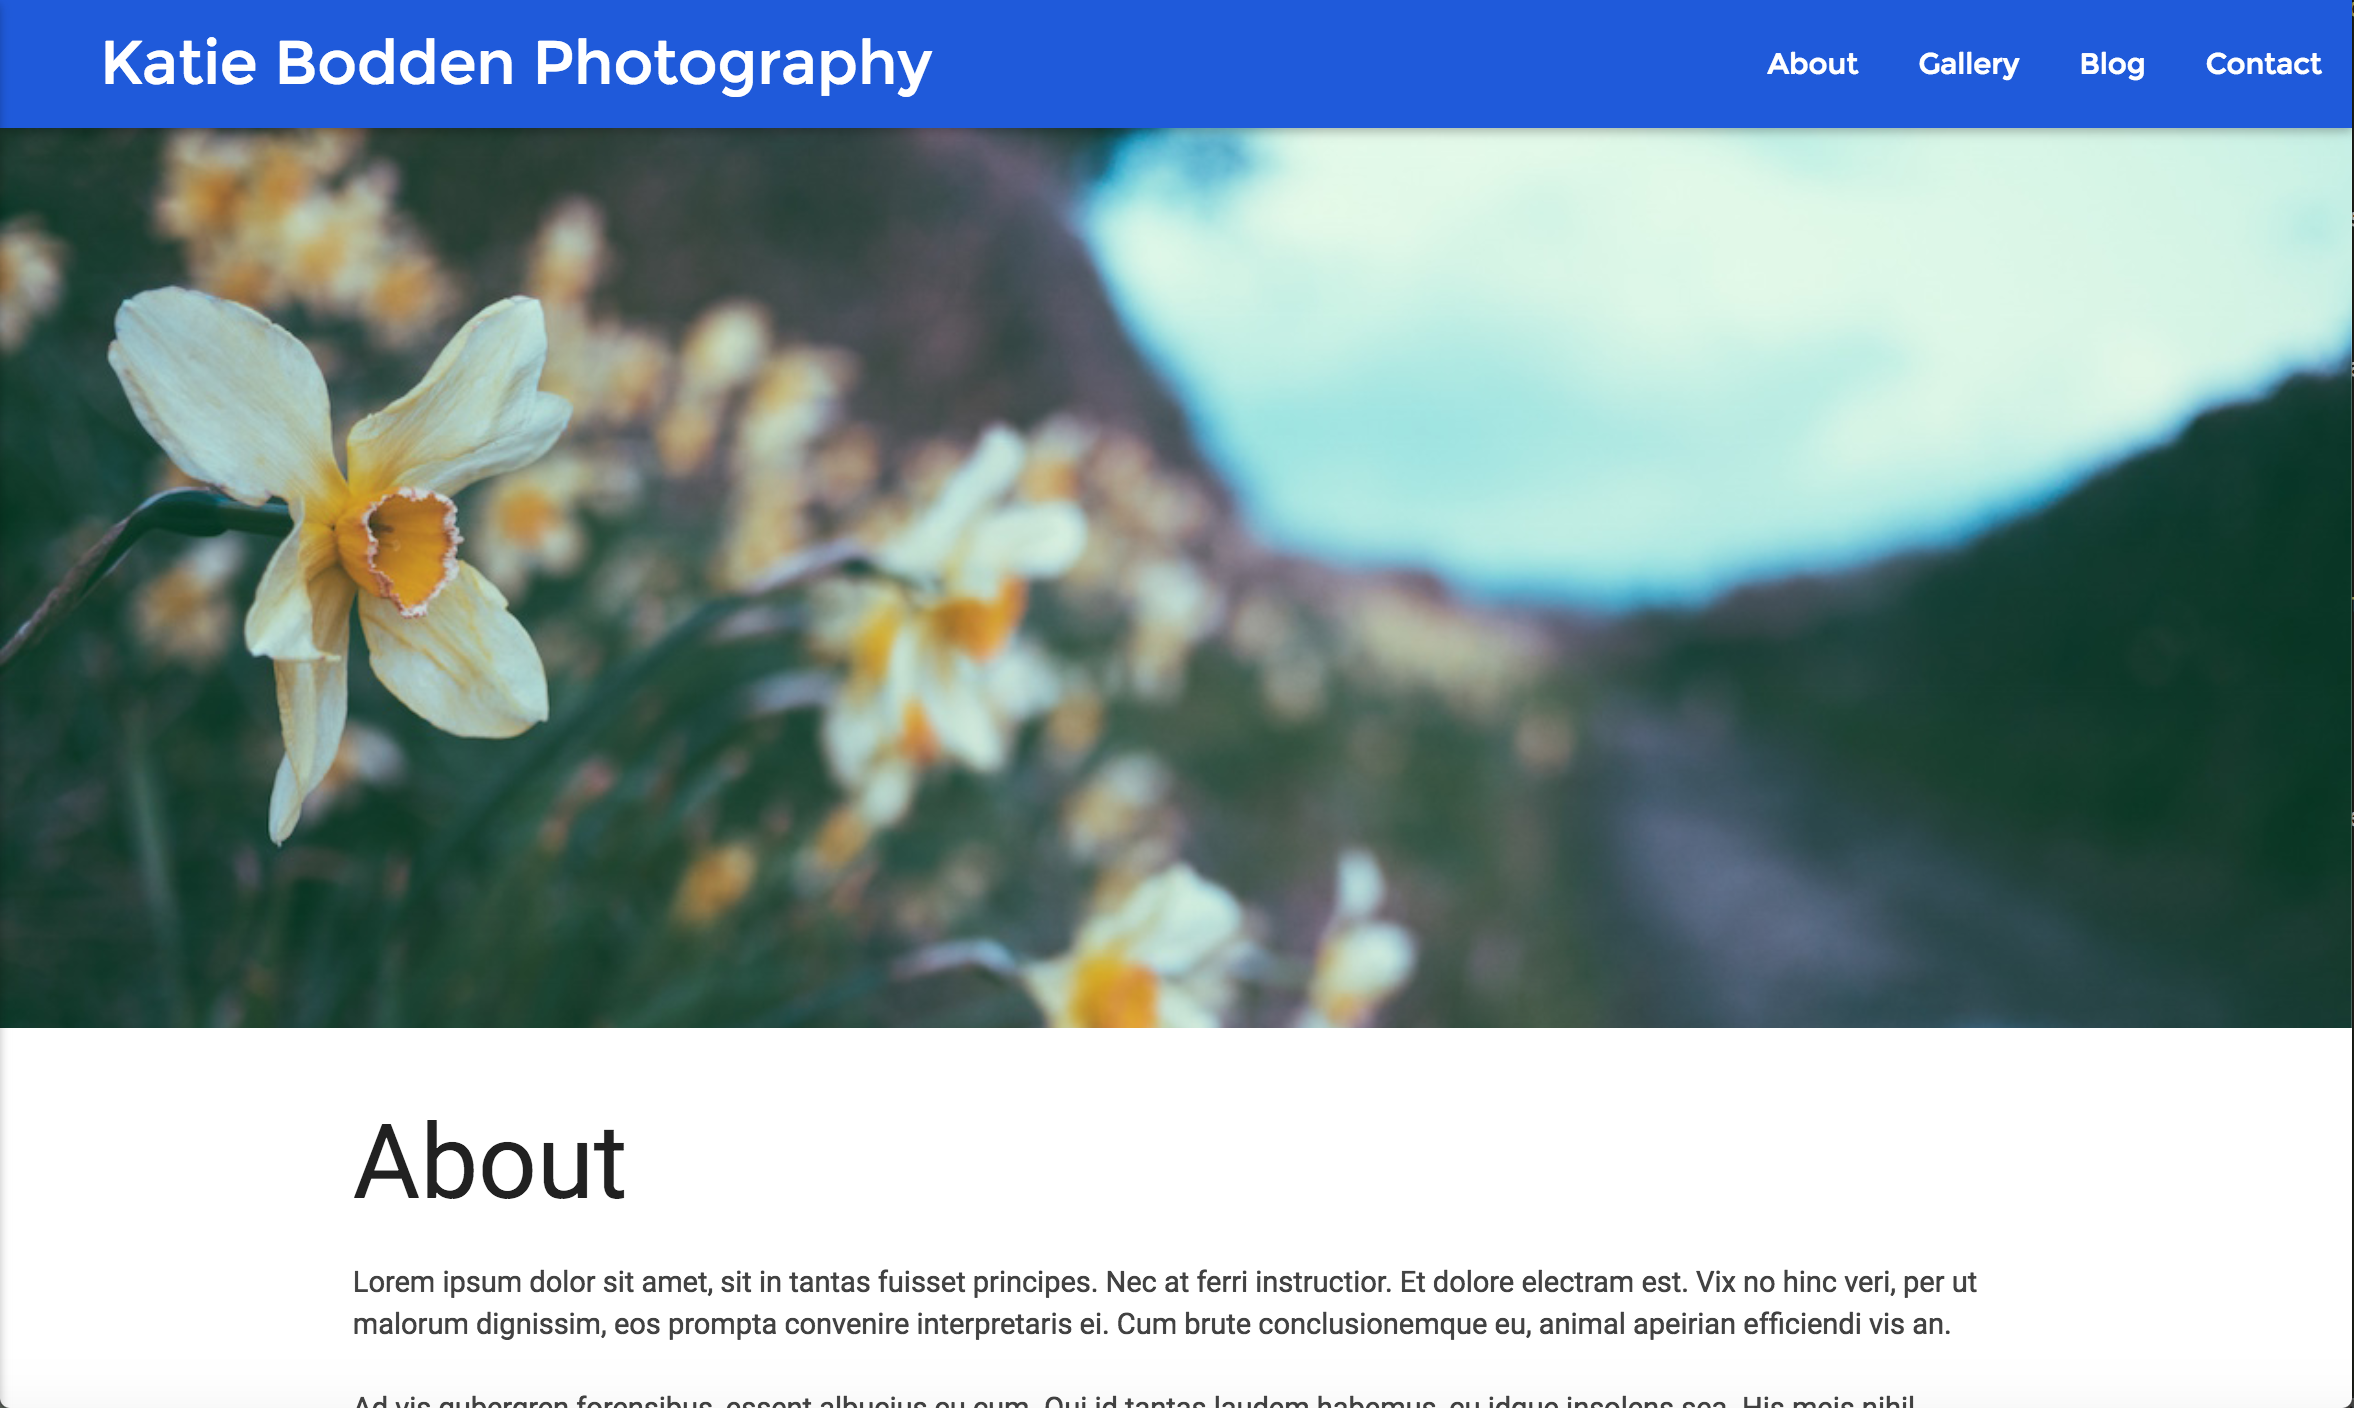 Katie Bodden Photography
About Gallery Blog Contact
About
Lorem ipsum dolor sit amet, sit in tantas fuisset principes. Nec at ferri instructior. Et dolore electram est. Vix no hinc veri, per ut
malorum dignissim, eos prompta convenire interpretaris ei. Cum brute conclusionemque eu, animal apeirian efficiendi vis an.
Ad vis gubergren forensibus, essent albucius eu cum. Qui id tantas laudem habemus, eu idque insolens sea. His meis nihil